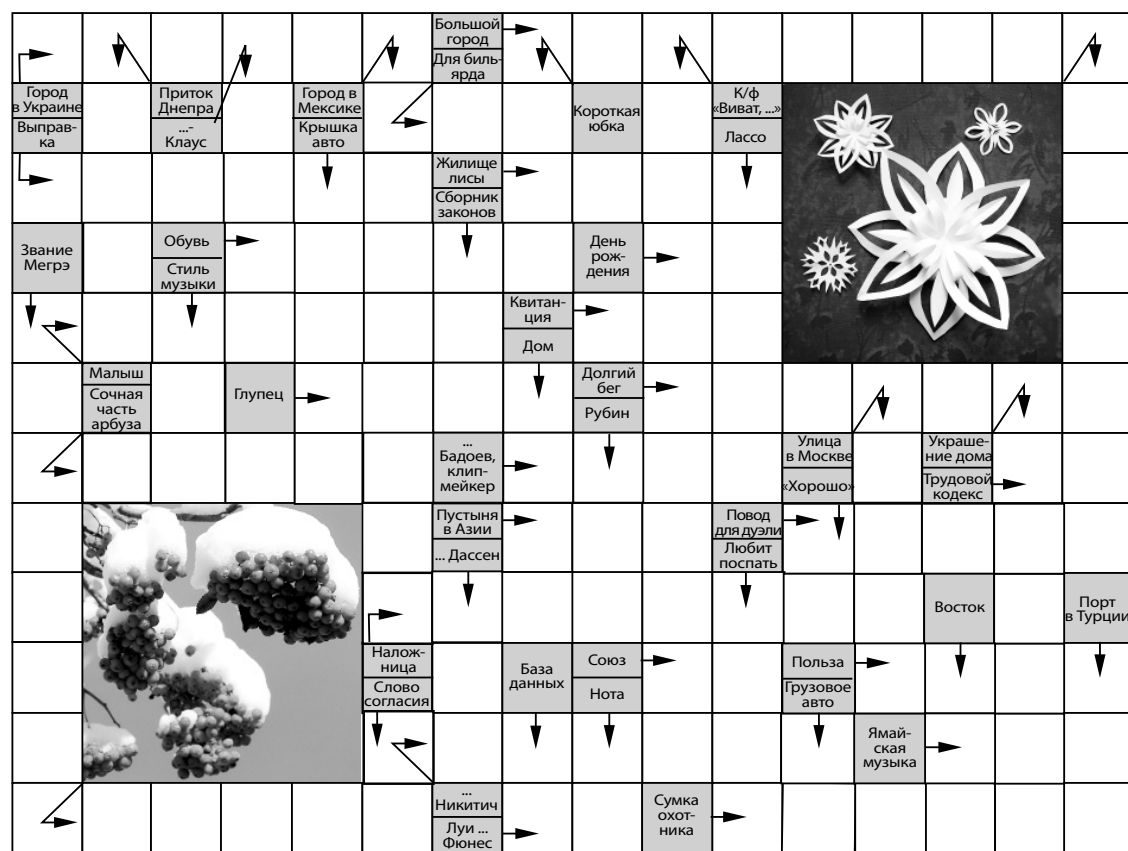 Большой
город
Для биль-
ярда
Город
в Украине
Выправ-
ка
Приток
Днепра
...-
Клаус
Город в
Мексике
Крышка
авто
Короткая
юбка
К/ф
«Виват, ...»
Лассо
Жилище
лисы
Сборник
законов
Звание
Мегрэ
Обувь
Стиль
музыки
День
рож-
дения
Квитан-
ция
Дом
Малыш
Сочная
часть
арбуза
Глупец
Долгий
бег
Рубин
...
Бадоев,
клип-
мейкер
Улица
в Москве
«Хорошо»
Украше-
ние дома
Трудовой
кодекс
Пустыня
в Азии
... Дассен
Повод
для дуэли
Любит
поспать
Восток
Порт
в Турции
Налож-
ница
Слово
согласия
База
данных
Союз
Нота
Польза
Грузовое
авто
Ямай-
ская
музыка
...
Никитич
Луи ...
Фюнес
Сумка
охот-
ника